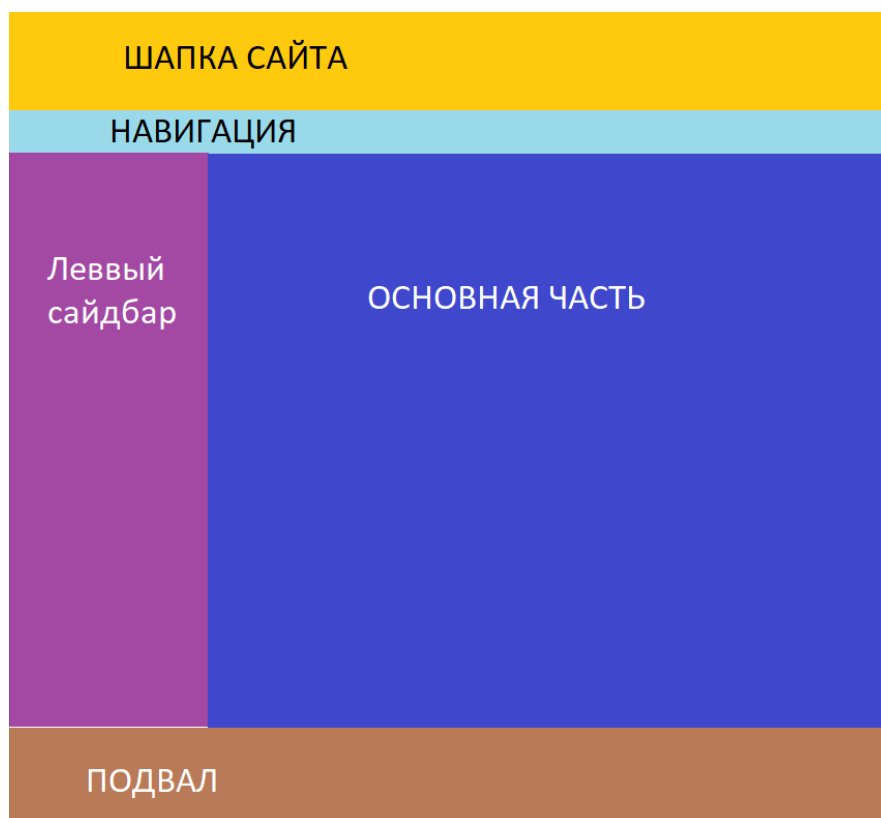 ШАПКА САЙТА
НАВИГАЦИЯ
Леввый
сайдбар
ОСНОВНАЯ ЧАСТЬ
ПОДВАЛ